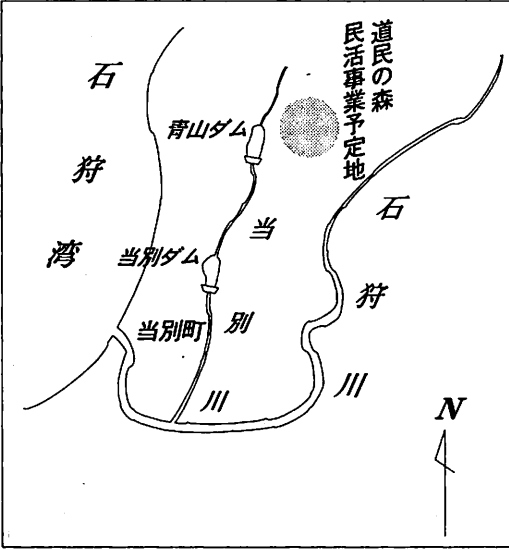 道民の森
民活事業予定地
石狩湾
青山ダム
当別ダム
当別町
当別川
石狩川
N